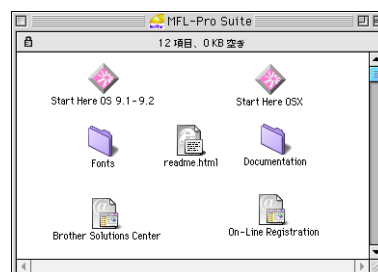 MFL-Pro Suite
12 項目、0 KB 空き
Start Here OS 9.1-9.2
Start Here OSX
Fonts
readme.html
Documentation
Brother Solutions Center
On-Line Registration